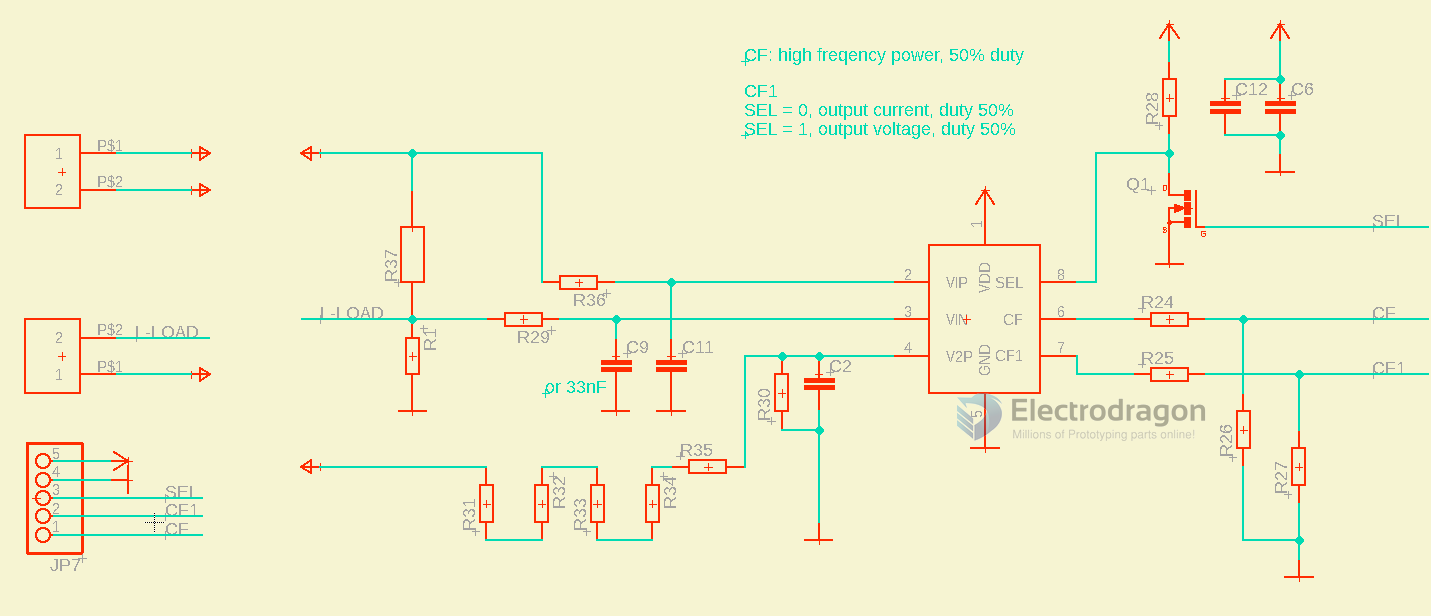 CF: high freqency power, 50% duty
CF1
SEL = 0, output current, duty 50%
SEL = 1, output voltage, duty 50%
R28
C12
C6
1
P$1
2
P$2
Q1
D
S
G
SEL
R37
1
2
VIP
VDD
SEL
8
R36
L-LOAD
R29
3
VIN
CF
6
R24
CF
2
P$2
L-LOAD
1
P$1
R1
C9
C11
or 33nF
4
V2P
GND
CF1
7
R25
CF1
R30
C2
5
Electrodragon
Millions of Prototyping parts online!
R26
R27
R35
R31
R32
R33
R34
5
4
3
SEL
2
CF1
1
CF
JP7